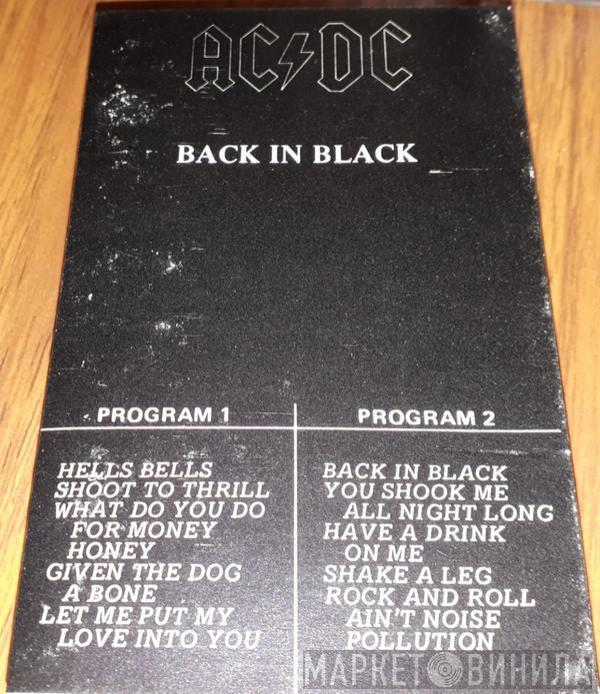 AC⚡DC
BACK IN BLACK
PROGRAM 1
HELLS BELLS
SHOOT TO THRILL
WHAT DO YOU DO
FOR MONEY
HONEY
GIVEN THE DOG
A BONE
LET ME PUT MY
LOVE INTO YOU
PROGRAM 2
BACK IN BLACK
YOU SHOOK ME
ALL NIGHT LONG
HAVE A DRINK
ON ME
SHAKE A LEG
ROCK AND ROLL
AIN'T NOISE
POLLUTION
МАРКЕТ ВИНИЛА